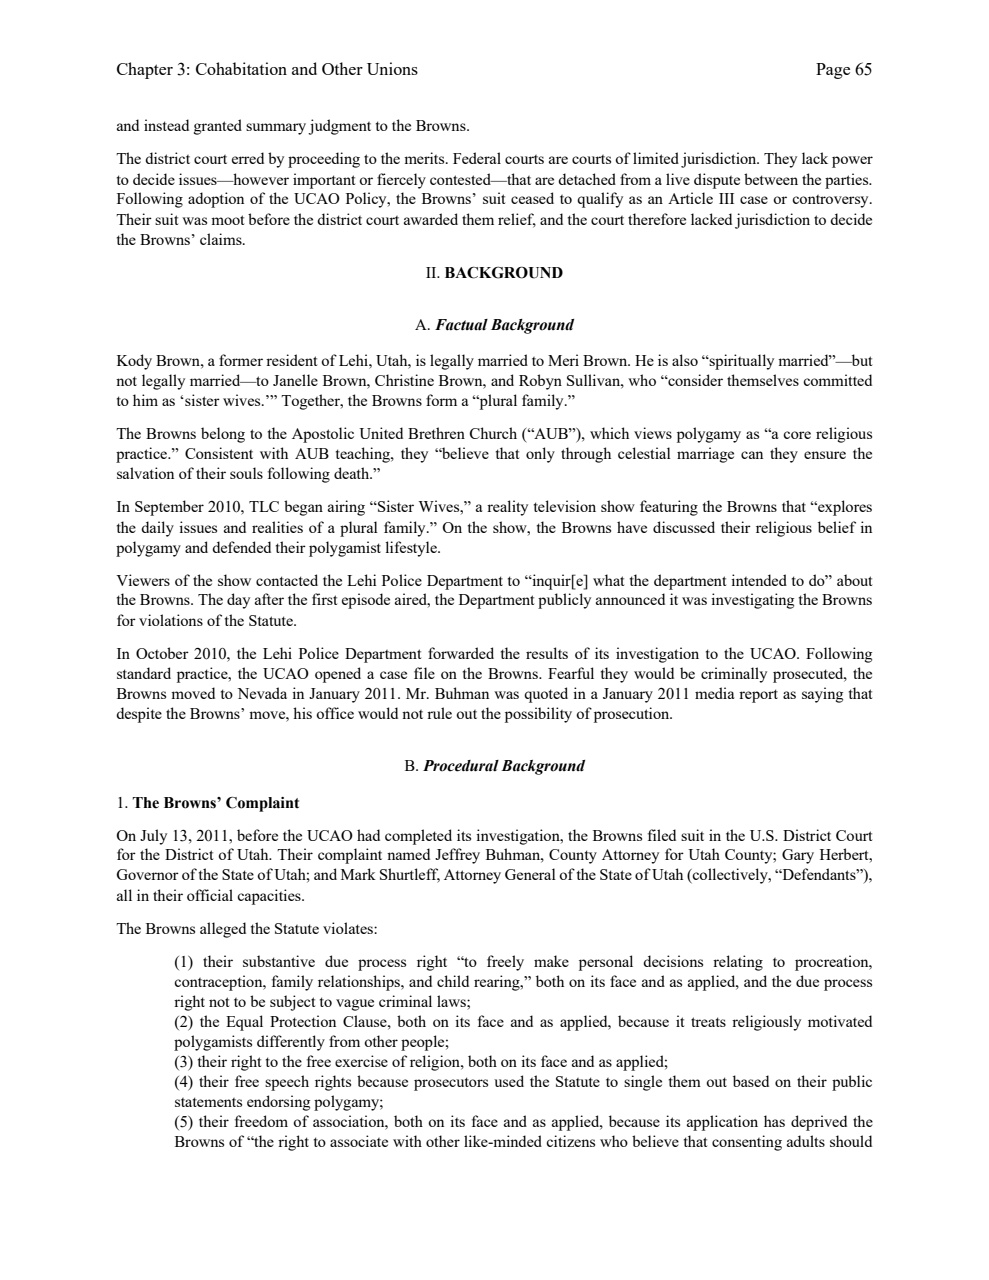 Chapter 3: Cohabitation and Other Unions Page 65
and instead granted summary judgment to the Browns.
The district court erred by proceeding to the merits. Federal courts are courts of limited jurisdiction. They lack power
to decide issues—however important or fiercely contested—that are detached from a live dispute between the parties.
Following adoption of the UCAO Policy, the Browns’ suit ceased to qualify as an Article III case or controversy.
Their suit was moot before the district court awarded them relief, and the court therefore lacked jurisdiction to decide
the Browns’ claims.
II. BACKGROUND
A. Factual Background
Kody Brown, a former resident of Lehi, Utah, is legally married to Meri Brown. He is also “spiritually married”—but
not legally married—to Janelle Brown, Christine Brown, and Robyn Sullivan, who “consider themselves committed
to him as ‘sister wives.’” Together, the Browns form a “plural family.”
The Browns belong to the Apostolic United Brethren Church (“AUB”), which views polygamy as “a core religious
practice.” Consistent with AUB teaching, they “believe that only through celestial marriage can they ensure the
salvation of their souls following death.”
In September 2010, TLC began airing “Sister Wives,” a reality television show featuring the Browns that “explores
the daily issues and realities of a plural family.” On the show, the Browns have discussed their religious belief in
polygamy and defended their polygamist lifestyle.
Viewers of the show contacted the Lehi Police Department to “inquir[e] what the department intended to do” about
the Browns. The day after the first episode aired, the Department publicly announced it was investigating the Browns
for violations of the Statute.
In October 2010, the Lehi Police Department forwarded the results of its investigation to the UCAO. Following
standard practice, the UCAO opened a case file on the Browns. Fearful they would be criminally prosecuted, the
Browns moved to Nevada in January 2011. Mr. Buhman was quoted in a January 2011 media report as saying that
despite the Browns’ move, his office would not rule out the possibility of prosecution.
B. Procedural Background
1. The Browns’ Complaint
On July 13, 2011, before the UCAO had completed its investigation, the Browns filed suit in the U.S. District Court
for the District of Utah. Their complaint named Jeffrey Buhman, County Attorney for Utah County; Gary Herbert,
Governor of the State of Utah; and Mark Shurtleff, Attorney General of the State of Utah (collectively, “Defendants”),
all in their official capacities.
The Browns alleged the Statute violates:
(1) their substantive due process right “to freely make personal decisions relating to procreation,
contraception, family relationships, and child rearing,” both on its face and as applied, and the due process
right not to be subject to vague criminal laws;
(2) the Equal Protection Clause, both on its face and as applied, because it treats religiously motivated
polygamists differently from other people;
(3) their right to the free exercise of religion, both on its face and as applied;
(4) their free speech rights because prosecutors used the Statute to single them out based on their public
statements endorsing polygamy;
(5) their freedom of association, both on its face and as applied, because its application has deprived the
Browns of “the right to associate with other like-minded citizens who believe that consenting adults should